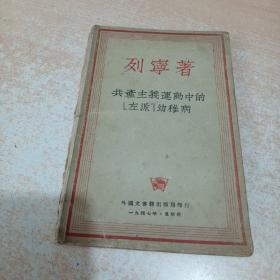 列寧著
共產主義運動中的
「左派」幼稚病
外國文書籍出版局印行
一九四七年·莫斯科